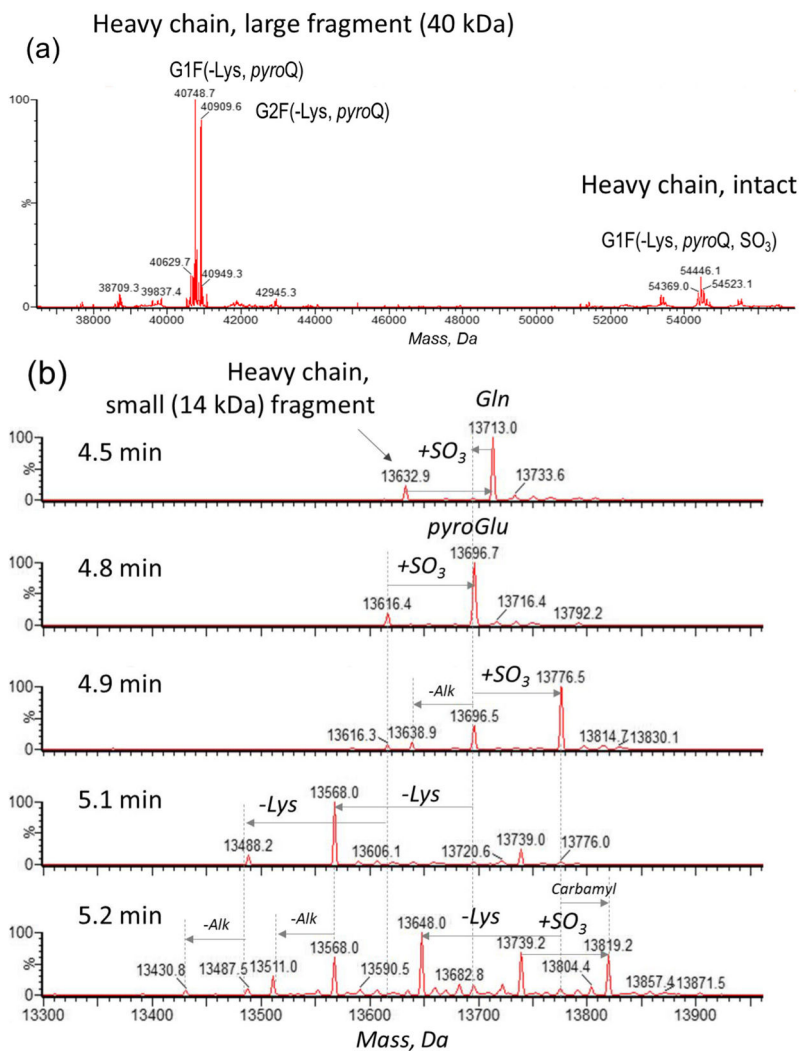 Heavy chain, large fragment (40 kDa)
(a)
G1F(-Lys, pyroQ)
40748.7
100
40909.6
G2F(-Lys, pyroQ)
Heavy chain, intact
%
G1F(-Lys, pyroQ, SO3)
40629.7
54446.1
38709.3
40949.3
54369.0
54523.1
39837.4
42945.3
0
38000 40000 42000 44000 46000 48000 50000 52000 54000
Mass, Da
(b)
Heavy chain,
small (14 kDa) fragment
Gln
100
4.5 min
13713.0
+SO3
%
13632.9
13733.6
0
pyroGlu
100
4.8 min
13696.7
+SO3
%
13616.4
13716.4
13792.2
0
100
4.9 min
+SO3
13776.5
-Alk
%
13616.3
13638.9
13696.5
13814.7
13830.1
0
100
5.1 min
13568.0
-Lys
-Lys
%
13488.2
13606.1
13720.6
13739.0
13776.0
0
Carbamyl
100
5.2 min
-Alk
-Alk
13648.0
-Lys
+SO3
13568.0
13739.2
13819.2
%
13430.8
13487.5
13511.0
13590.5
13682.8
13804.4
13857.4
13871.5
0
13300 13400 13500 13600 13700 13800 13900
Mass, Da